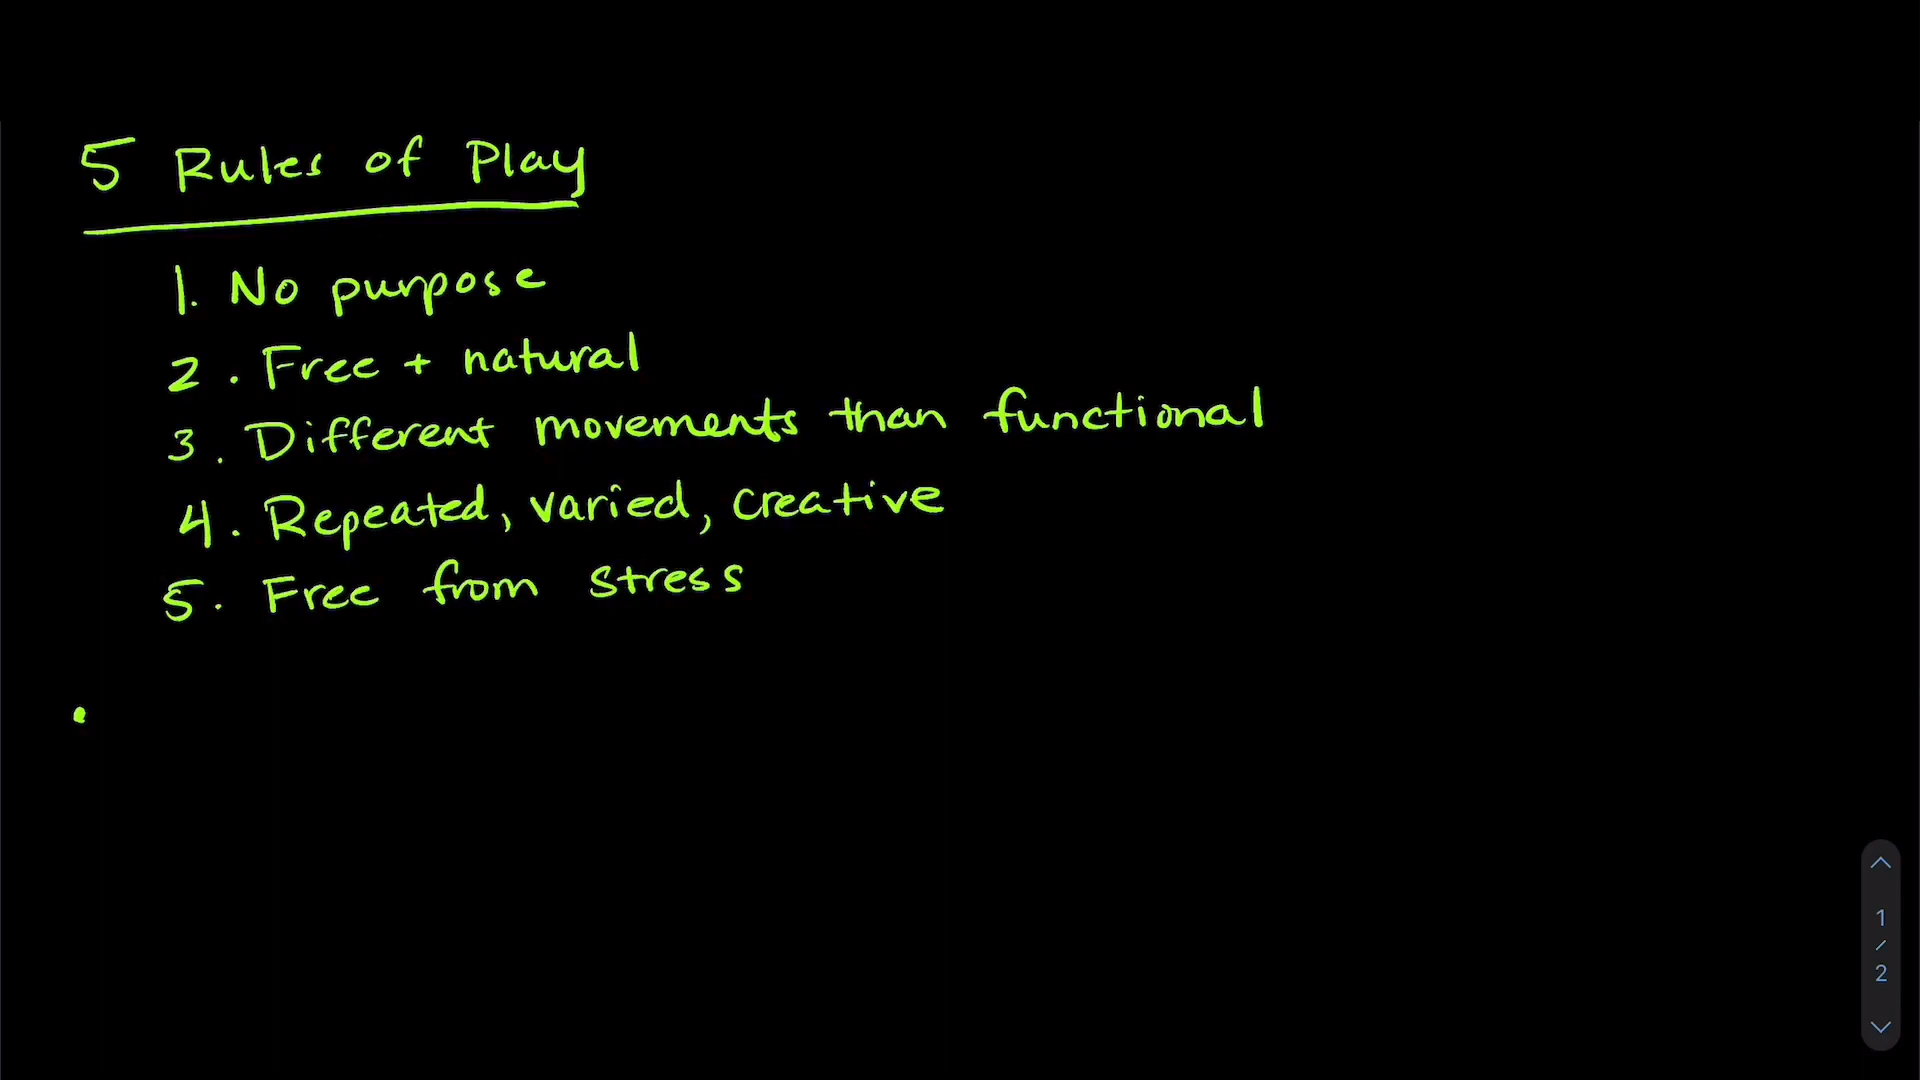 5 Rules of Play
1. No purpose
2. Free + natural
3. Different movements than functional
4. Repeated, varied, creative
5. Free from stress
1
/
2